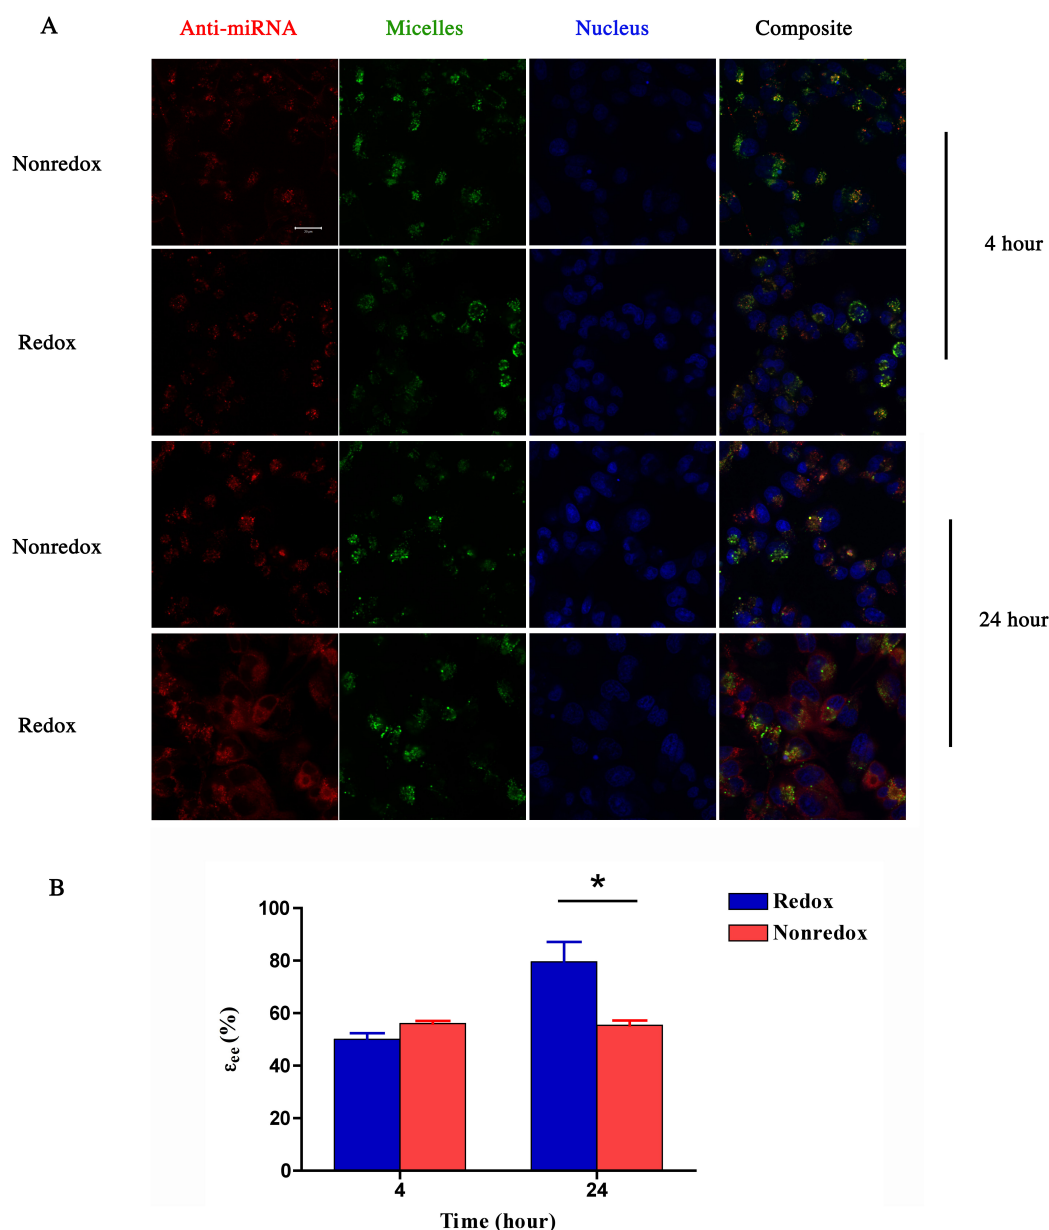 A
Anti-miRNA Micelles Nucleus Composite
Nonredox
4 hour
Redox
Nonredox
24 hour
Redox
B
*
Redox
Nonredox
100
80
60
40
20
0
εee (%)
4 24
Time (hour)